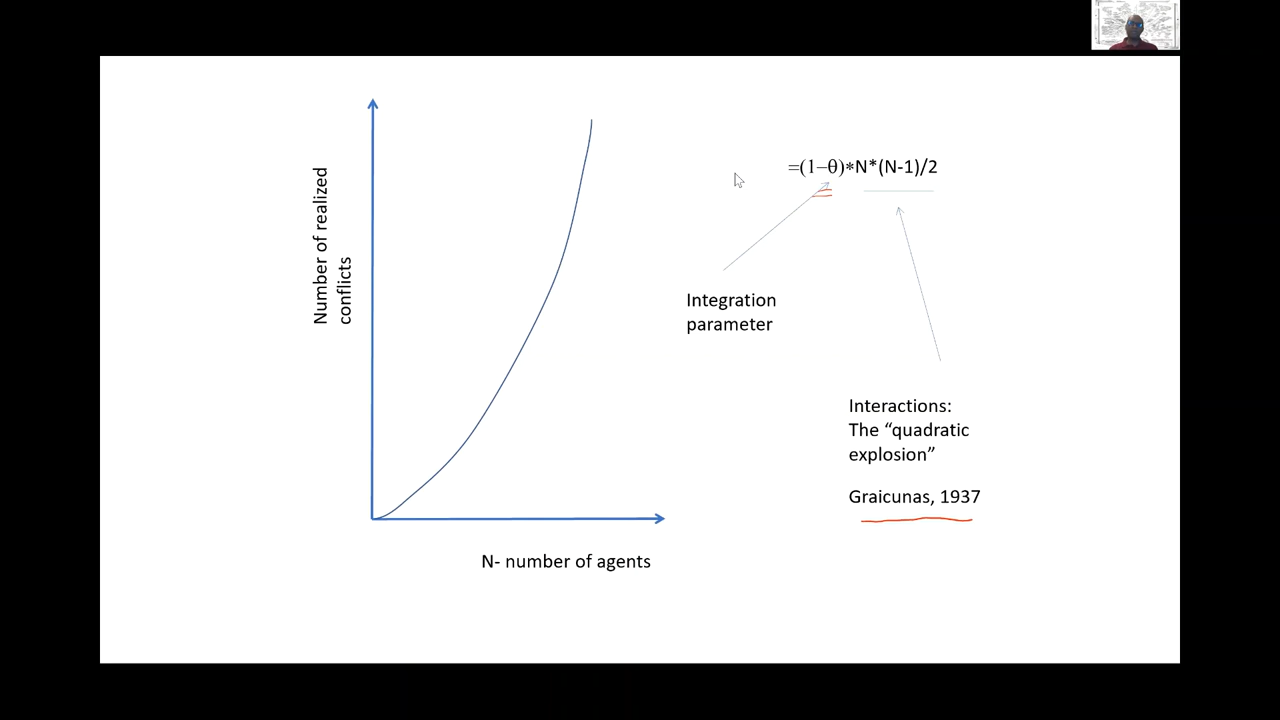 Number of realized
conflicts
=(1−θ)*N*(N-1)/2
Integration
parameter
Interactions:
The “quadratic
explosion”
Graicunas, 1937
N- number of agents